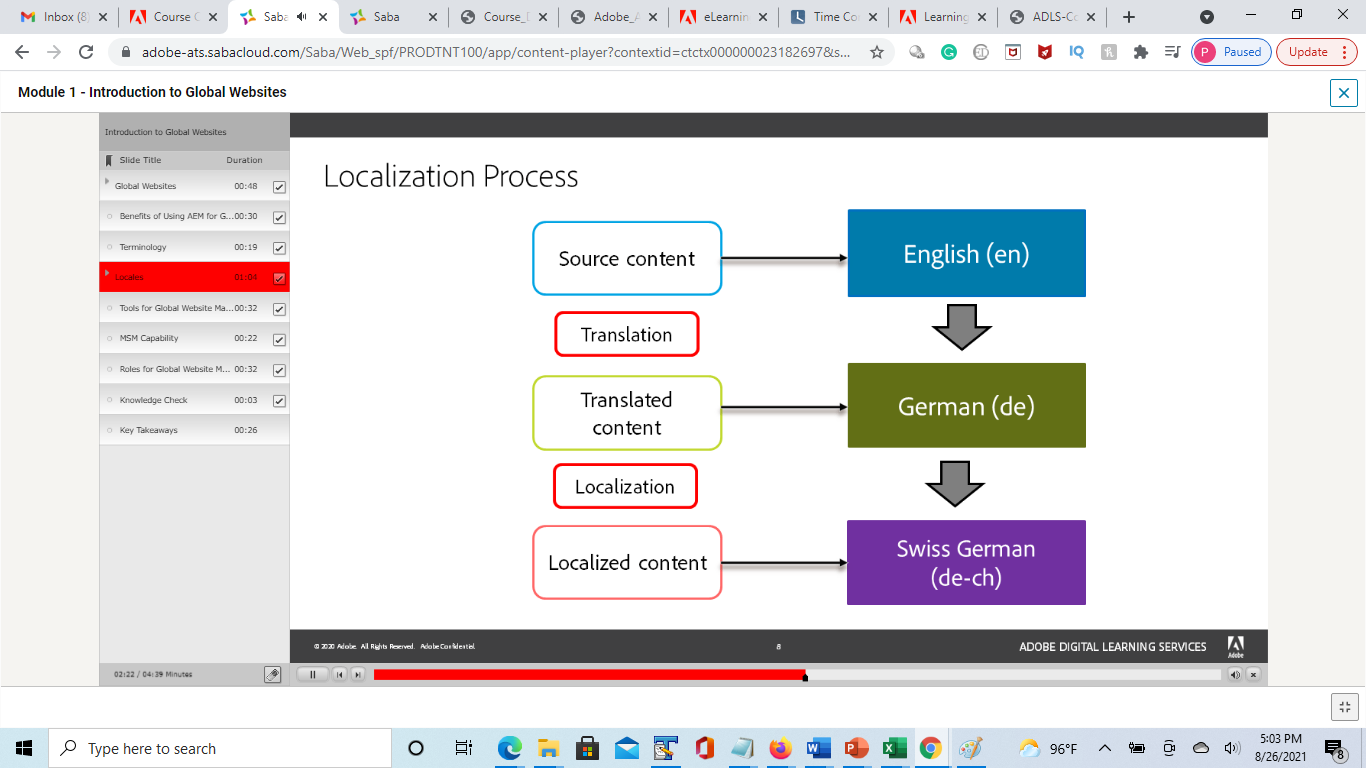 Inbox (8)
Course C
Saba
Saba
Course_D
Adobe_A
eLearnin
Time Co
Learning
ADLS-Co
adobe-ats.sabacloud.com/Saba/Web_spf/PRODTNT100/app/content-player?contextid=ctctx000000023182697&s...
P Paused
Update
Module 1 - Introduction to Global Websites
Introduction to Global Websites
Slide Title Duration
Global Websites 00:48
Benefits of Using AEM for G...00:30
Terminology 00:19
Locales 01:04
Tools for Global Website Ma...00:32
MSM Capability 00:22
Roles for Global Website M... 00:32
Knowledge Check 00:03
Key Takeaways 00:26
02:22 / 04:39 Minutes
Localization Process
Source content
English (en)
Translation
Translated
content
German (de)
Localization
Localized content
Swiss German
(de-ch)
© 2020 Adobe. All Rights Reserved. Adobe Confidential.
8
ADOBE DIGITAL LEARNING SERVICES
Adobe
Type here to search
96°F
5:03 PM
8/26/2021
8